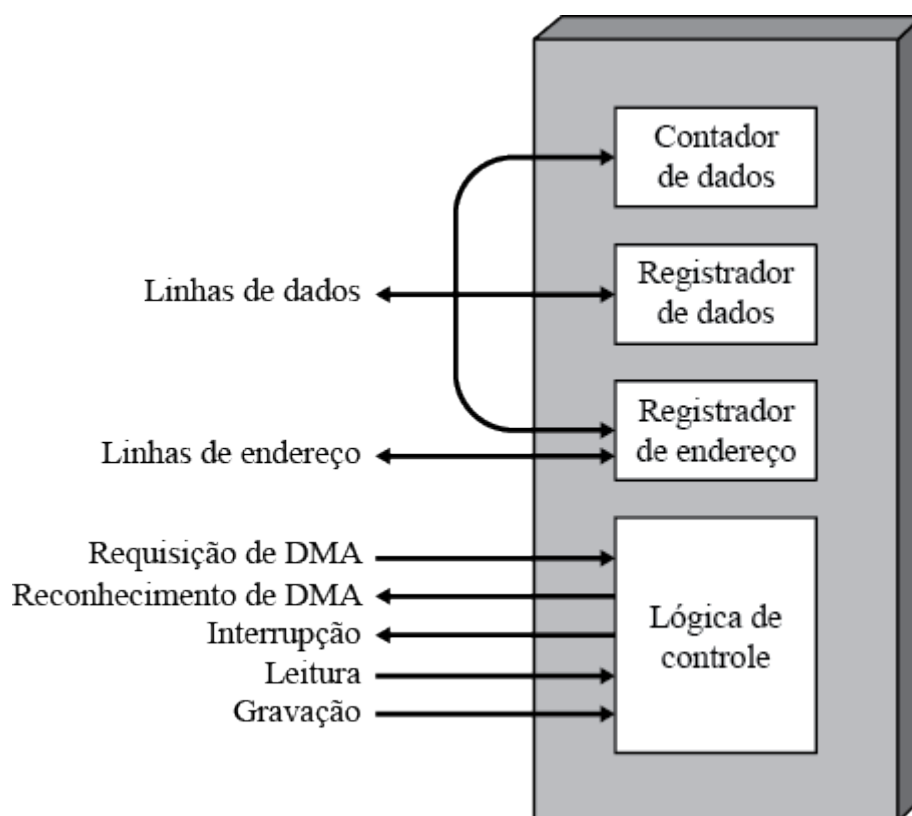 Contador
de dados
Linhas de dados
Registrador
de dados
Registrador
de endereço
Linhas de endereço
Requisição de DMA
Reconhecimento de DMA
Interrupção
Leitura
Gravação
Lógica de
controle